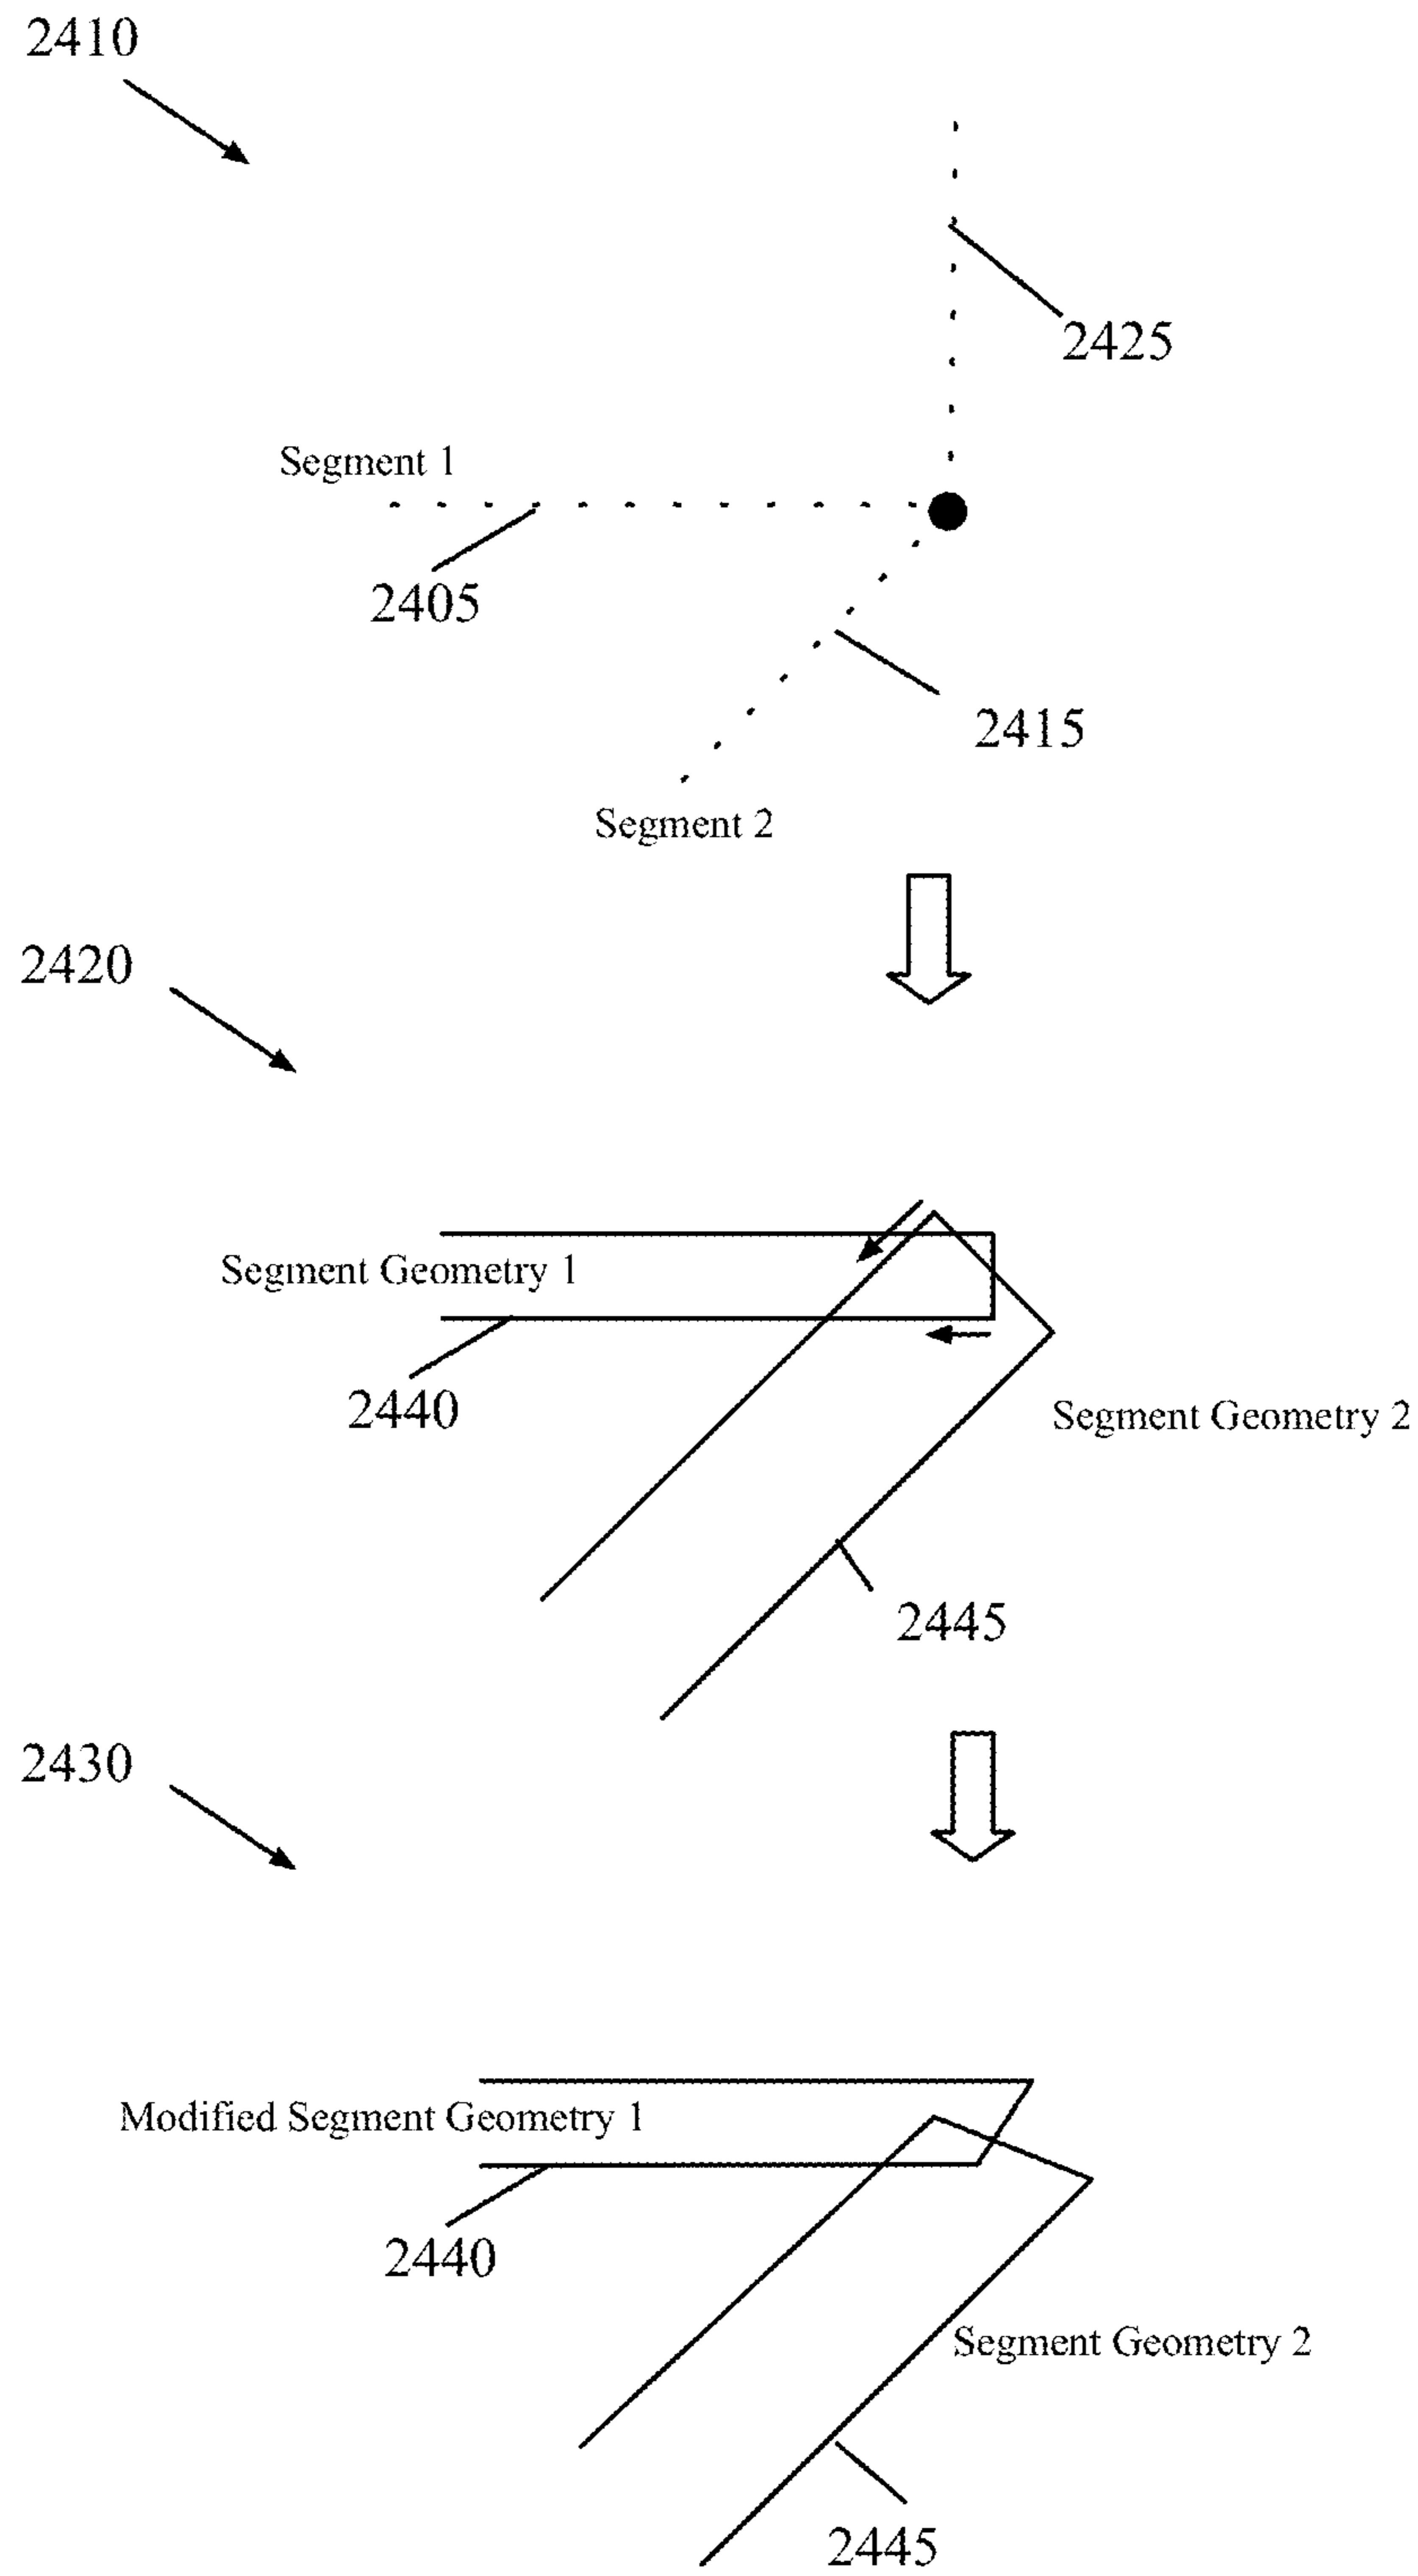 2410
2425
Segment 1
2405
2415
Segment 2
2420
Segment Geometry 1
2440
Segment Geometry 2
2445
2430
Modified Segment Geometry 1
2440
Segment Geometry 2
2445